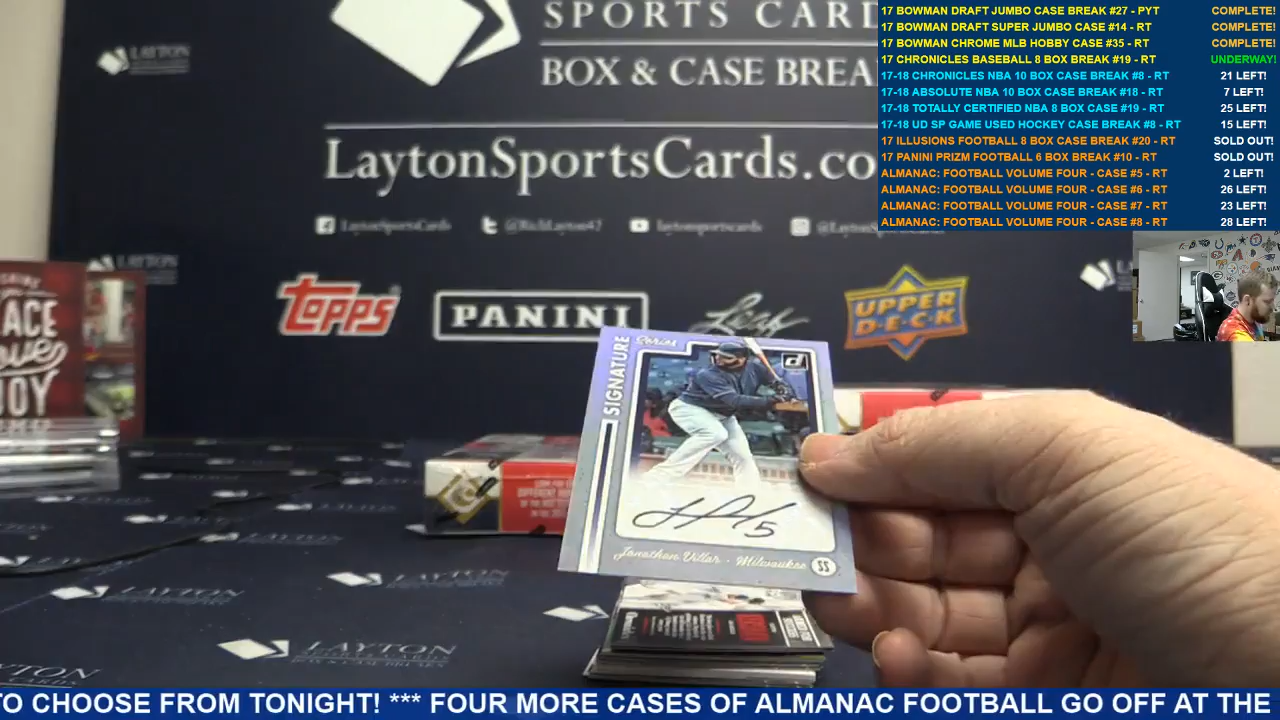 17 BOWMAN DRAFT JUMBO CASE BREAK #27 - PYT COMPLETE!
17 BOWMAN DRAFT SUPER JUMBO CASE #14 - RT COMPLETE!
17 BOWMAN CHROME MLB HOBBY CASE #35 - RT COMPLETE!
17 CHRONICLES BASEBALL 8 BOX BREAK #19 - RT UNDERWAY!
17-18 CHRONICLES NBA 10 BOX CASE BREAK #8 - RT 21 LEFT!
17-18 ABSOLUTE NBA 10 BOX BREAK #18 - RT 7 LEFT!
17-18 TOTALLY CERTIFIED NBA 8 BOX CASE #19 - RT 25 LEFT!
17-18 UD SP GAME USED HOCKEY CASE BREAK #8 - RT 15 LEFT!
17 ILLUSIONS FOOTBALL 8 BOX CASE BREAK #20 - RT SOLD OUT!
17 PANINI PRIZM FOOTBALL 6 BOX BREAK #10 - RT SOLD OUT!
ALMANAC: FOOTBALL VOLUME FOUR - CASE #5 - RT 2 LEFT!
ALMANAC: FOOTBALL VOLUME FOUR - CASE #6 - RT 26 LEFT!
ALMANAC: FOOTBALL VOLUME FOUR - CASE #7 - RT 23 LEFT!
ALMANAC: FOOTBALL VOLUME FOUR - CASE #8 - RT 28 LEFT!
SPORTS CARD
BOX & CASE BREA
LaytonSportsCards.co
LaytonSportsCards @RichLayton47 laytonsportscards
LAYTON
TOPPS
PANINI
Leaf
UPPER DECK
ACE
OY
SIGNATURE Series
Jonathan Villar · Milwaukee SS
LAYTON
BOX & CASE BREAKS
TO CHOOSE FROM TONIGHT! *** FOUR MORE CASES OF ALMANAC FOOTBALL GO OFF AT THE